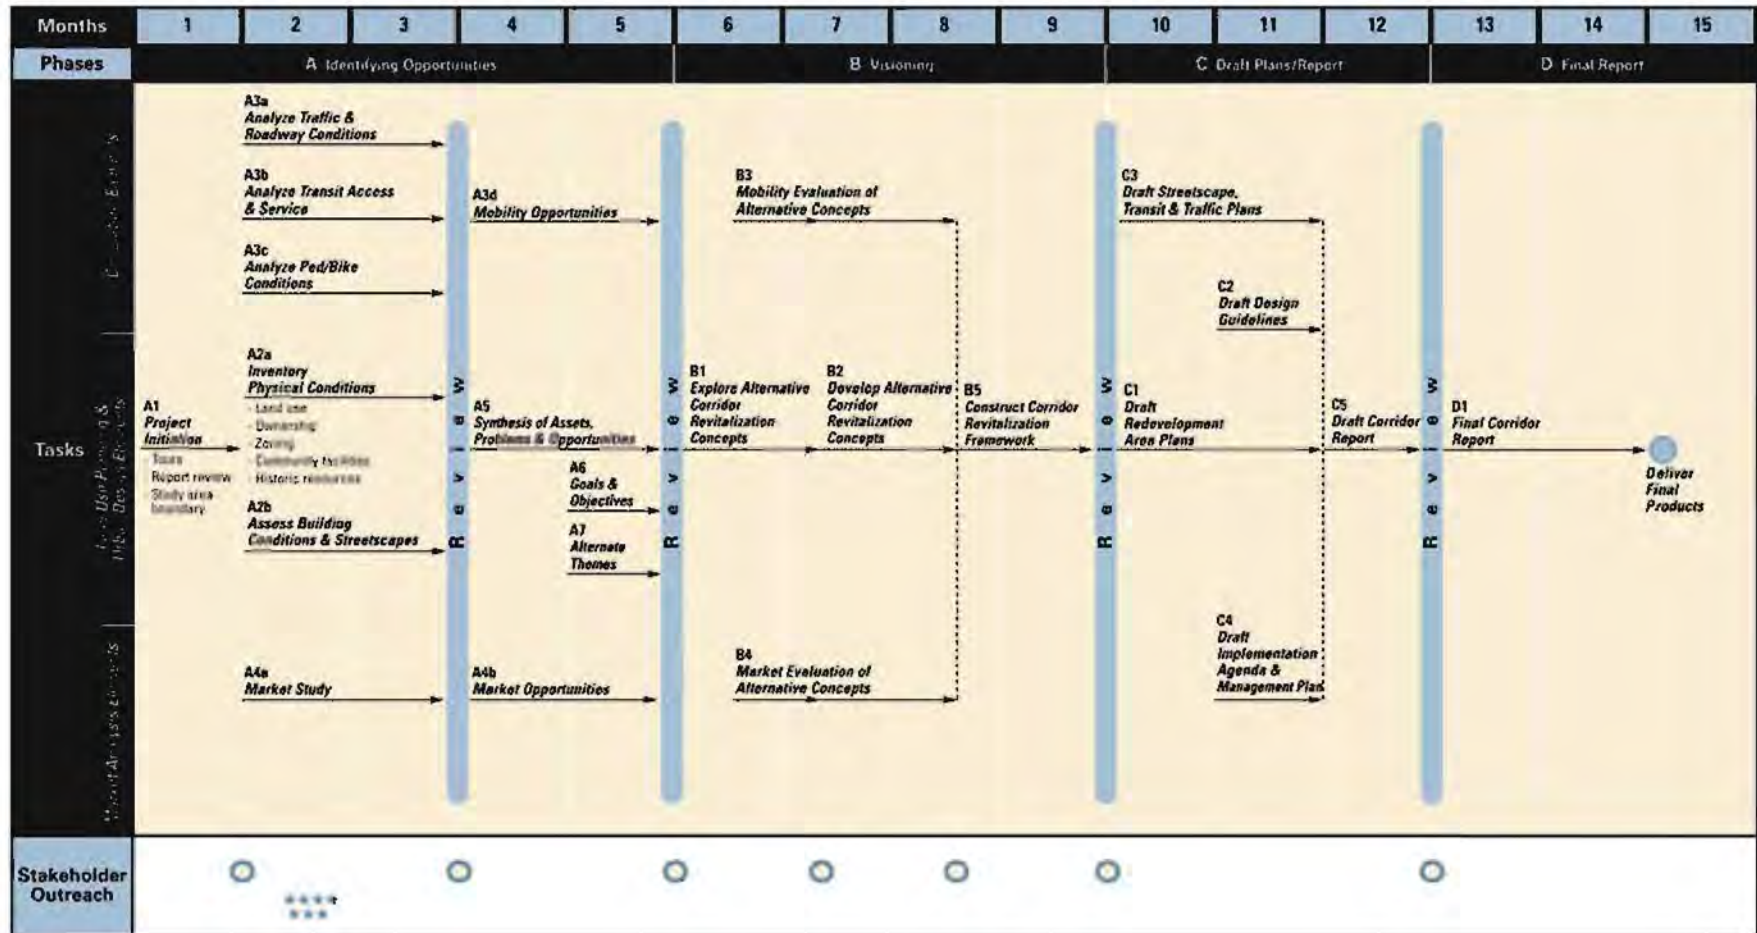 Months 1 2 3 4 5 6 7 8 9 10 11 12 13 14 15
Phases A Identifying Opportunities B Visioning C Draft Plans/Report D Final Report
Tasks
A3a
Analyze Traffic &
Roadway Conditions
A3b
Analyze Transit Access
& Service
A3c
Analyze Ped/Bike
Conditions
A3d
Mobility Opportunities
B3
Mobility Evaluation of
Alternative Concepts
C3
Draft Streetscape,
Transit & Traffic Plans
C2
Draft Design
Guidelines
A1
Project
Initiation
- Tours
Report review
- Study area
boundary
A2a
Inventory
Physical Conditions
- Land use
- Ownership
- Zoning
- Community facilities
- Historic resources
A2b
Assess Building
Conditions & Streetscapes
Review
A5
Synthesis of Assets,
Problems & Opportunities
A6
Goals &
Objectives
A7
Alternate
Themes
Review
B1
Explore Alternative
Corridor
Revitalization
Concepts
B2
Develop Alternative
Corridor
Revitalization
Concepts
B5
Construct Corridor
Revitalization
Framework
Review
C1
Draft
Redevelopment
Area Plans
C5
Draft Corridor
Report
Review
D1
Final Corridor
Report
Deliver
Final
Products
A4a
Market Study
A4b
Market Opportunities
B4
Market Evaluation of
Alternative Concepts
C4
Draft
Implementation
Agenda &
Management Plan
Market Analysis Elements
Stakeholder
Outreach